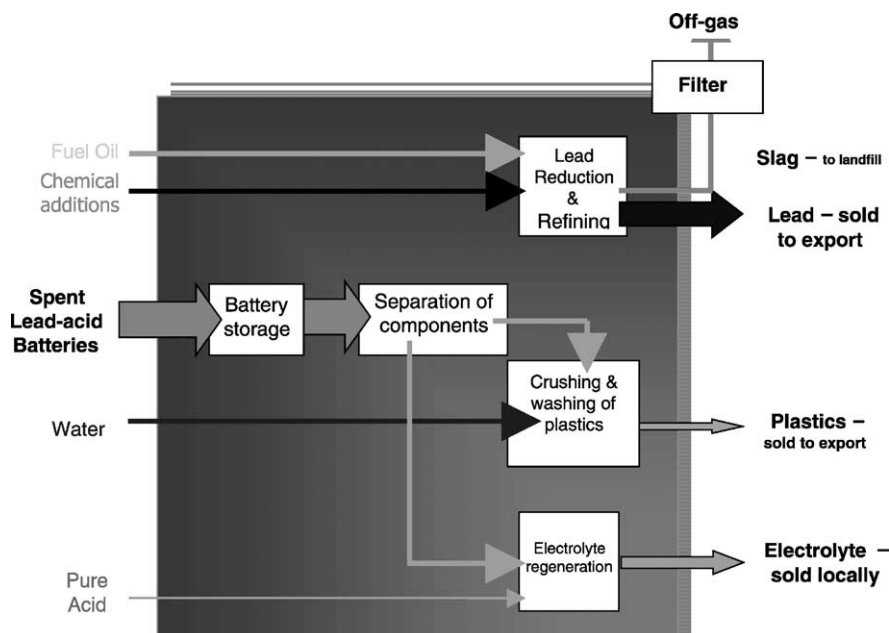 Off-gas
Filter
Fuel Oil
Chemical
additions
Lead
Reduction
&
Refining
Slag – to landfill
Lead – sold
to export
Spent
Lead-acid
Batteries
Battery
storage
Separation of
components
Crushing &
washing of
plastics
Water
Plastics –
sold to export
Electrolyte
regeneration
Electrolyte –
sold locally
Pure
Acid